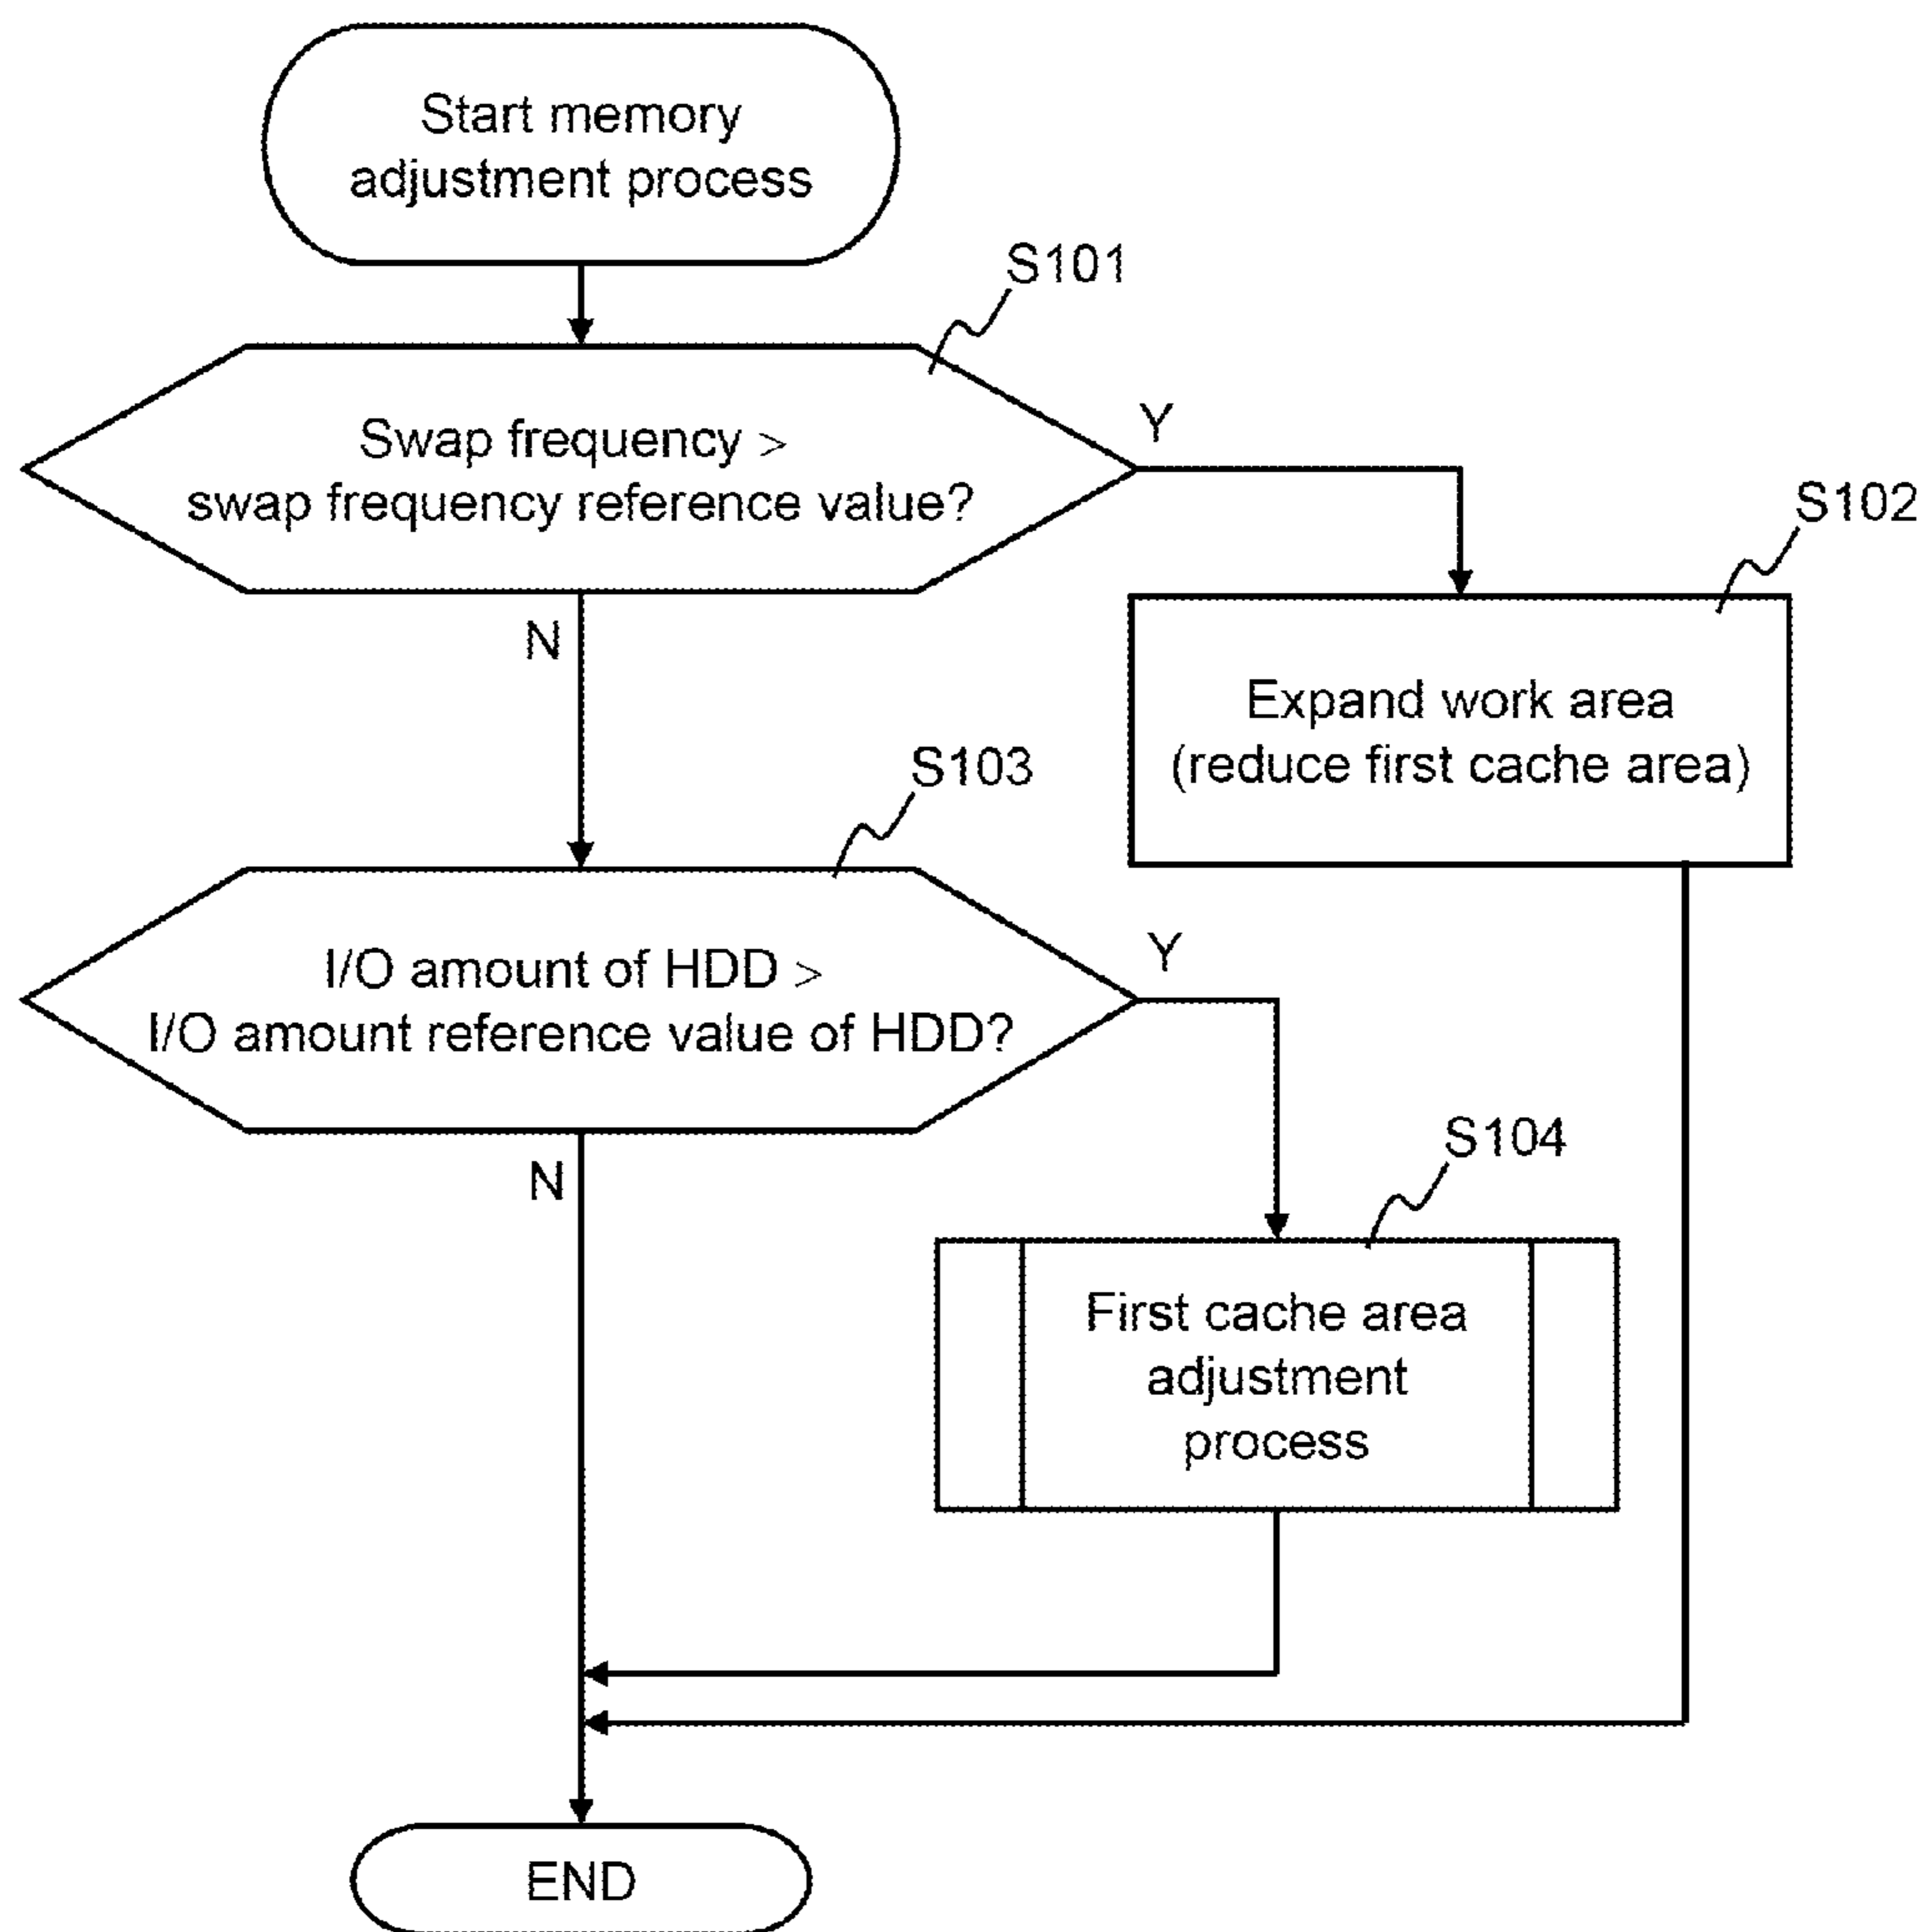 Start memory
adjustment process
S101
Swap frequency >
swap frequency reference value?
Y
N
S102
Expand work area
(reduce first cache area)
S103
I/O amount of HDD >
I/O amount reference value of HDD?
Y
N
S104
First cache area
adjustment
process
END